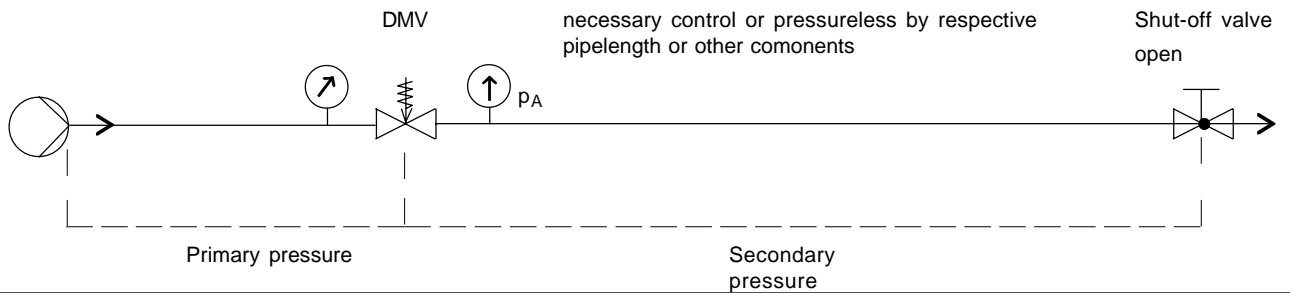 DMV
necessary control or pressureless by respective
pipelength or other comonents
Shut-off valve
open
pA
Primary pressure
Secondary
pressure